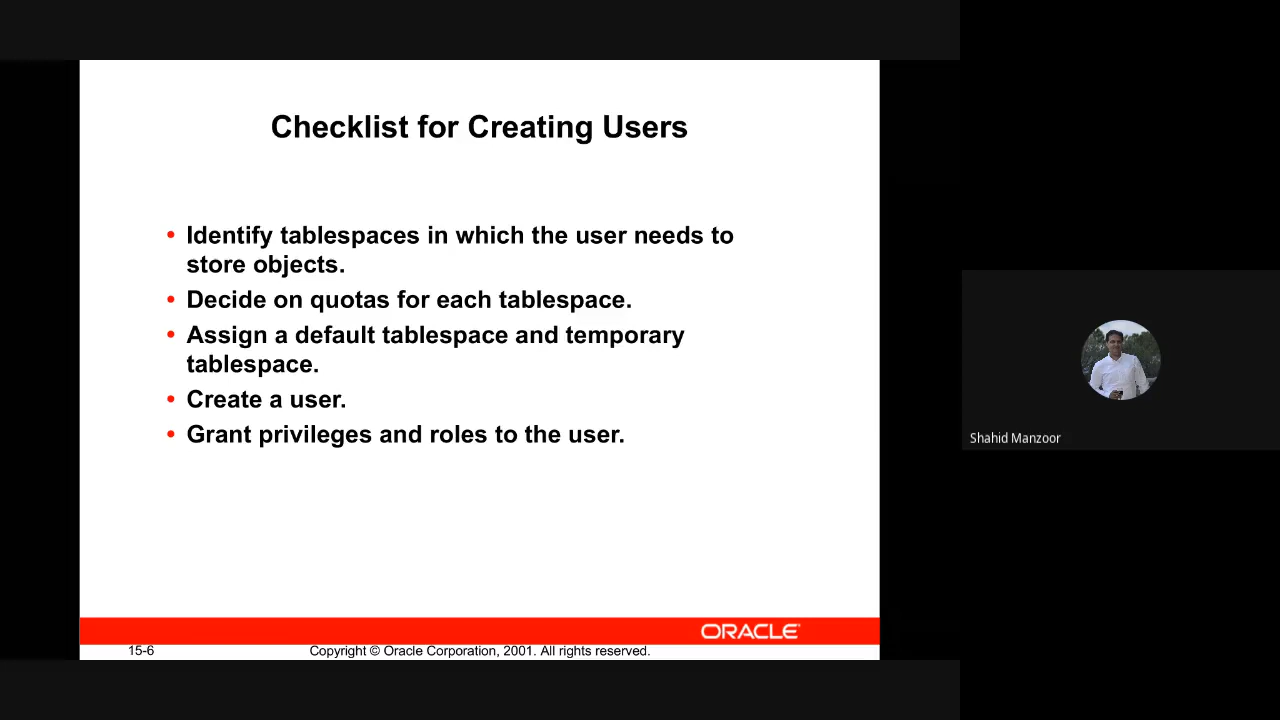 Checklist for Creating Users
• Identify tablespaces in which the user needs to
store objects.
• Decide on quotas for each tablespace.
• Assign a default tablespace and temporary
tablespace.
• Create a user.
• Grant privileges and roles to the user.
ORACLE®
15-6 Copyright © Oracle Corporation, 2001. All rights reserved.
Shahid Manzoor